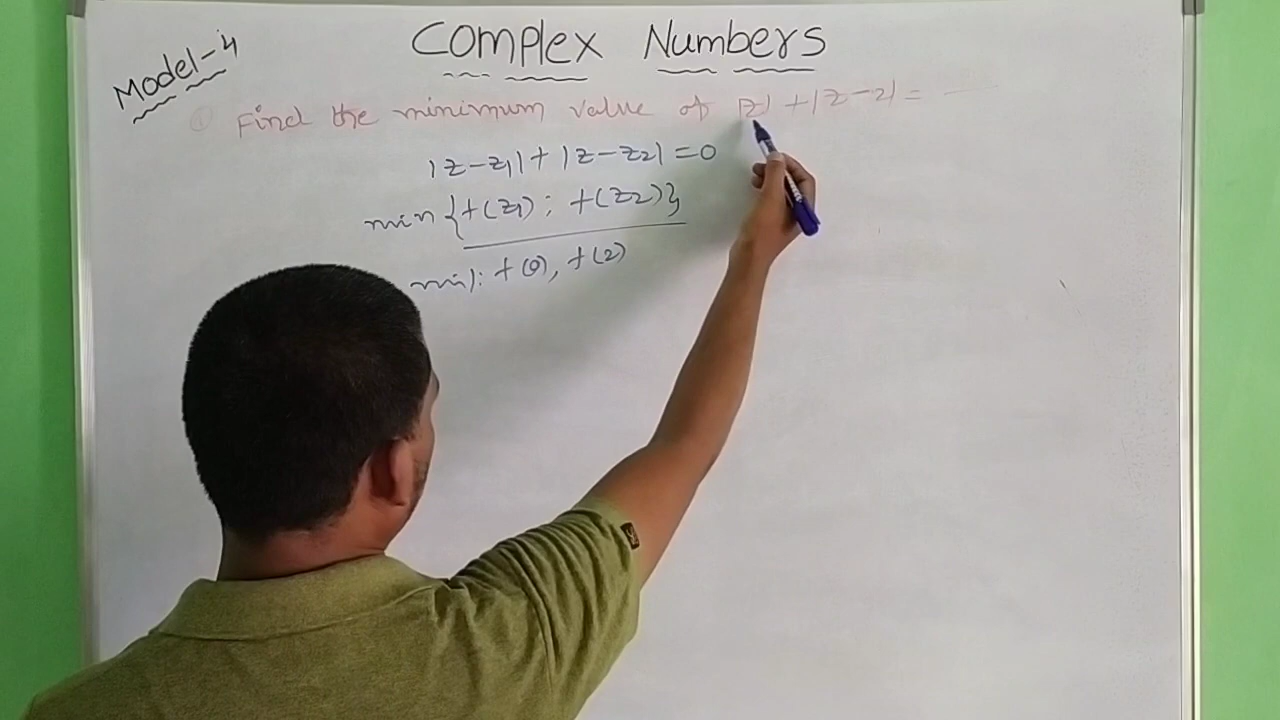 Complex Numbers
Model-4
① Find the minimum value of |z| + |z-2| =
|z-z1| + |z-z2| = 0
min {f(z1); f(z2)}
min): f(0), f(2)